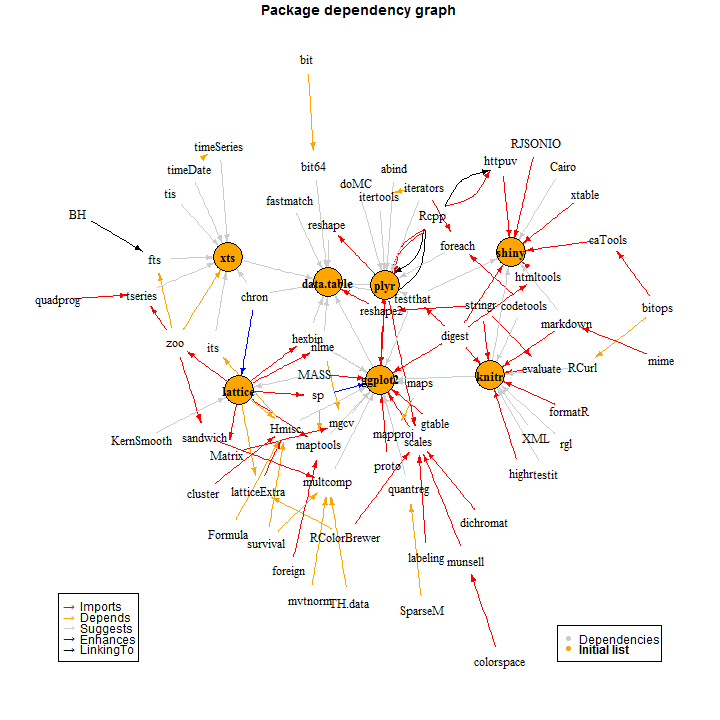 Package dependency graph
bit
timeSeries
RJSONIO
httpuv
timeDate
bit64
abind
Cairo
doMC
iterators
tis
itertools
xtable
fastmatch
BH
reshape
Rcpp
caTools
foreach
shiny
fts
xts
data.table
plyr
htmltools
quadprog
tseries
chron
testthat
reshape2
stringr
codetools
bitops
markdown
zoo
its
hexbin
nlme
digest
mime
evaluate
RCurl
MASS
ggplot2
maps
knitr
lattice
sp
formatR
KernSmooth
sandwich
Hmisc
mgcv
mapproj
gtable
scales
XML
rgl
Matrix
maptools
proto
highr
testit
cluster
latticeExtra
multcomp
quantreg
Formula
survival
RColorBrewer
dichromat
foreign
labeling
munsell
mvtnorm
TH.data
SparseM
colorspace
Imports
Depends
Suggests
Enhances
LinkingTo
Dependencies
Initial list